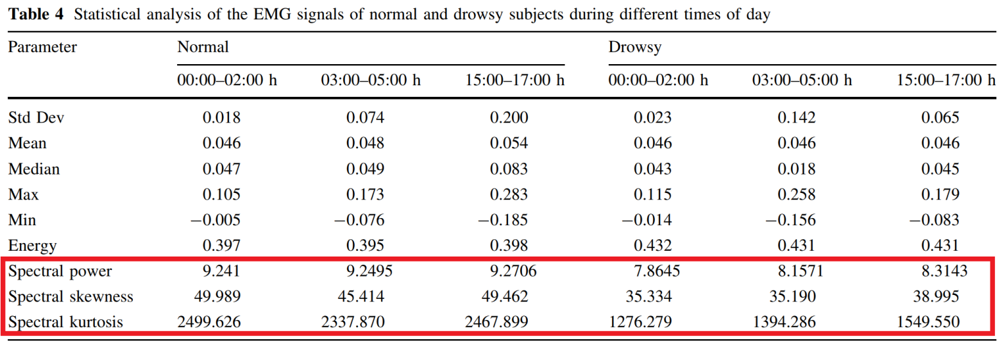 Table 4 Statistical analysis of the EMG signals of normal and drowsy subjects during different times of day
Parameter Normal Drowsy
00:00–02:00 h 03:00–05:00 h 15:00–17:00 h 00:00–02:00 h 03:00–05:00 h 15:00–17:00 h
Std Dev 0.018 0.074 0.200 0.023 0.142 0.065
Mean 0.046 0.048 0.054 0.046 0.046 0.046
Median 0.047 0.049 0.083 0.043 0.018 0.045
Max 0.105 0.173 0.283 0.115 0.258 0.179
Min −0.005 −0.076 −0.185 −0.014 −0.156 −0.083
Energy 0.397 0.395 0.398 0.432 0.431 0.431
Spectral power 9.241 9.2495 9.2706 7.8645 8.1571 8.3143
Spectral skewness 49.989 45.414 49.462 35.334 35.190 38.995
Spectral kurtosis 2499.626 2337.870 2467.899 1276.279 1394.286 1549.550